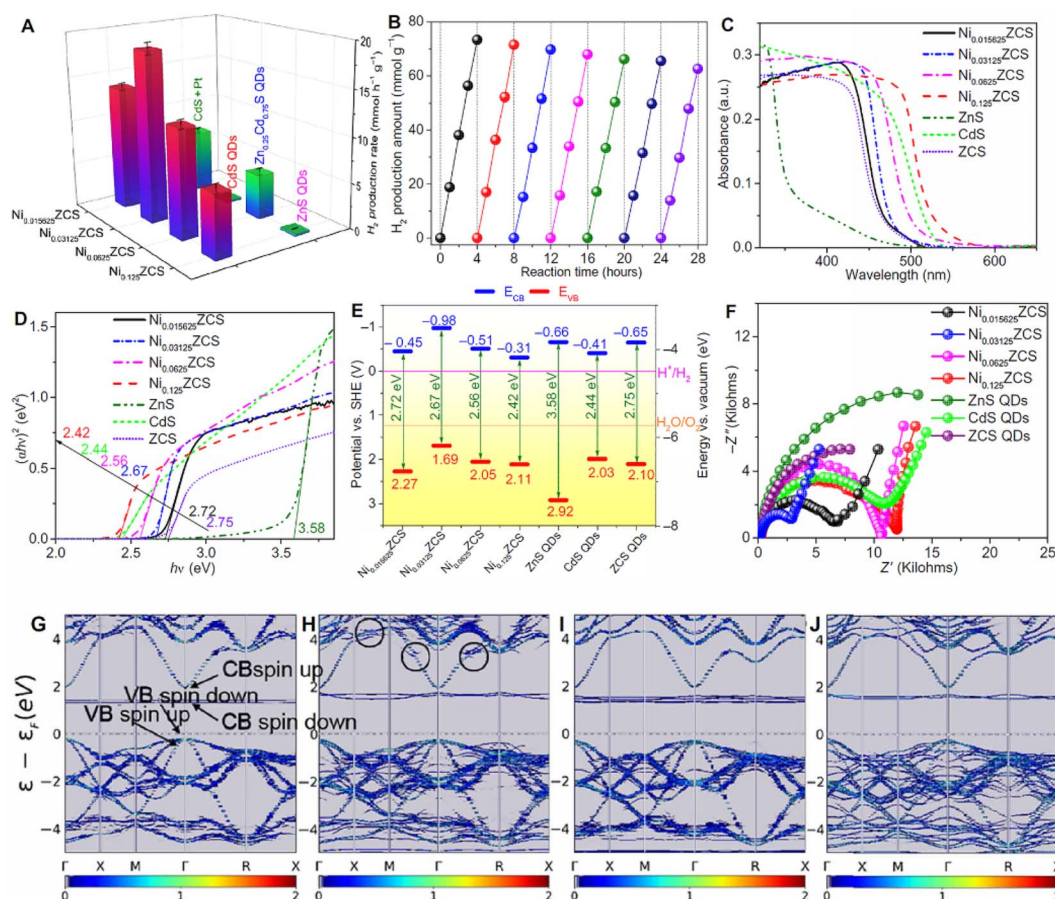 A
20
15
10
5
0
H₂ production rate (mmol h⁻¹ g⁻¹)
CdS + Pt
CdS QDs
Zn₀.₂₅Cd₀.₇₅S QDs
ZnS QDs
Ni₀.₀₁₅₆₂₅ZCS
Ni₀.₀₃₁₂₅ZCS
Ni₀.₀₆₂₅ZCS
Ni₀.₁₂₅ZCS
B
H₂ production amount (mmol g⁻¹)
80
60
40
20
0
0 4 8 12 16 20 24 28
Reaction time (hours)
C
Absorbance (a.u.)
0.3
0.2
0.1
0.0
400 500 600
Wavelength (nm)
Ni₀.₀₁₅₆₂₅ZCS
Ni₀.₀₃₁₂₅ZCS
Ni₀.₀₆₂₅ZCS
Ni₀.₁₂₅ZCS
ZnS
CdS
ZCS
D
(αhν)² (eV²)
1.5
1.0
0.5
0.0
2.0 2.5 3.0 3.5
hν (eV)
Ni₀.₀₁₅₆₂₅ZCS
Ni₀.₀₃₁₂₅ZCS
Ni₀.₀₆₂₅ZCS
Ni₀.₁₂₅ZCS
ZnS
CdS
ZCS
2.42
2.44
2.56
2.67
2.72
2.75
3.58
E
E_CB E_VB
Potential vs. SHE (V)
−1
0
1
2
3
−0.45 −0.98 −0.51 −0.31 −0.66 −0.41 −0.65
H⁺/H₂
2.72 eV 2.67 eV 2.56 eV 2.42 eV 3.58 eV 2.44 eV 2.75 eV
H₂O/O₂
2.27 1.69 2.05 2.11 2.92 2.03 2.10
−4
−6
−8
Energy vs. vacuum (eV)
Ni₀.₀₁₅₆₂₅ZCS
Ni₀.₀₃₁₂₅ZCS
Ni₀.₀₆₂₅ZCS
Ni₀.₁₂₅ZCS
ZnS QDs
CdS QDs
ZCS QDs
F
−Z″ (Kilohms)
12
8
4
0
0 5 10 15 20 25
Z′ (Kilohms)
Ni₀.₀₁₅₆₂₅ZCS
Ni₀.₀₃₁₂₅ZCS
Ni₀.₀₆₂₅ZCS
Ni₀.₁₂₅ZCS
ZnS QDs
CdS QDs
ZCS QDs
G
H
I
J
ε − ε_F (eV)
4
2
0
−2
−4
CBspin up
VB spin down
VB spin up
CB spin down
Γ X M Γ R X
Γ X M Γ R X
Γ X M Γ R X
Γ X M Γ R X
0 1 2
0 1 2
0 1 2
0 1 2